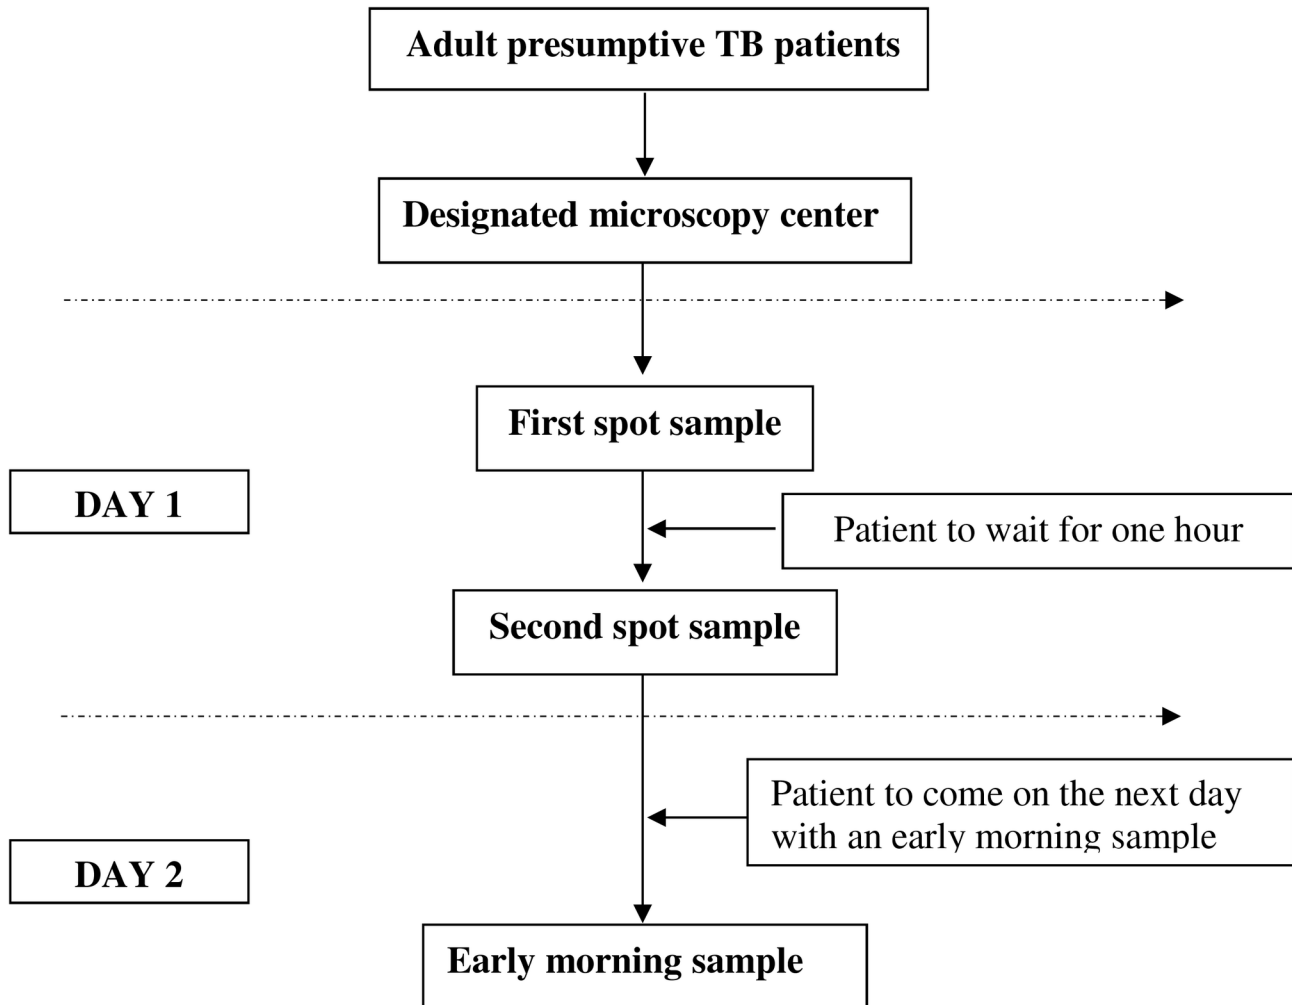 Adult presumptive TB patients
Designated microscopy center
First spot sample
DAY 1
Patient to wait for one hour
Second spot sample
Patient to come on the next day
with an early morning sample
DAY 2
Early morning sample